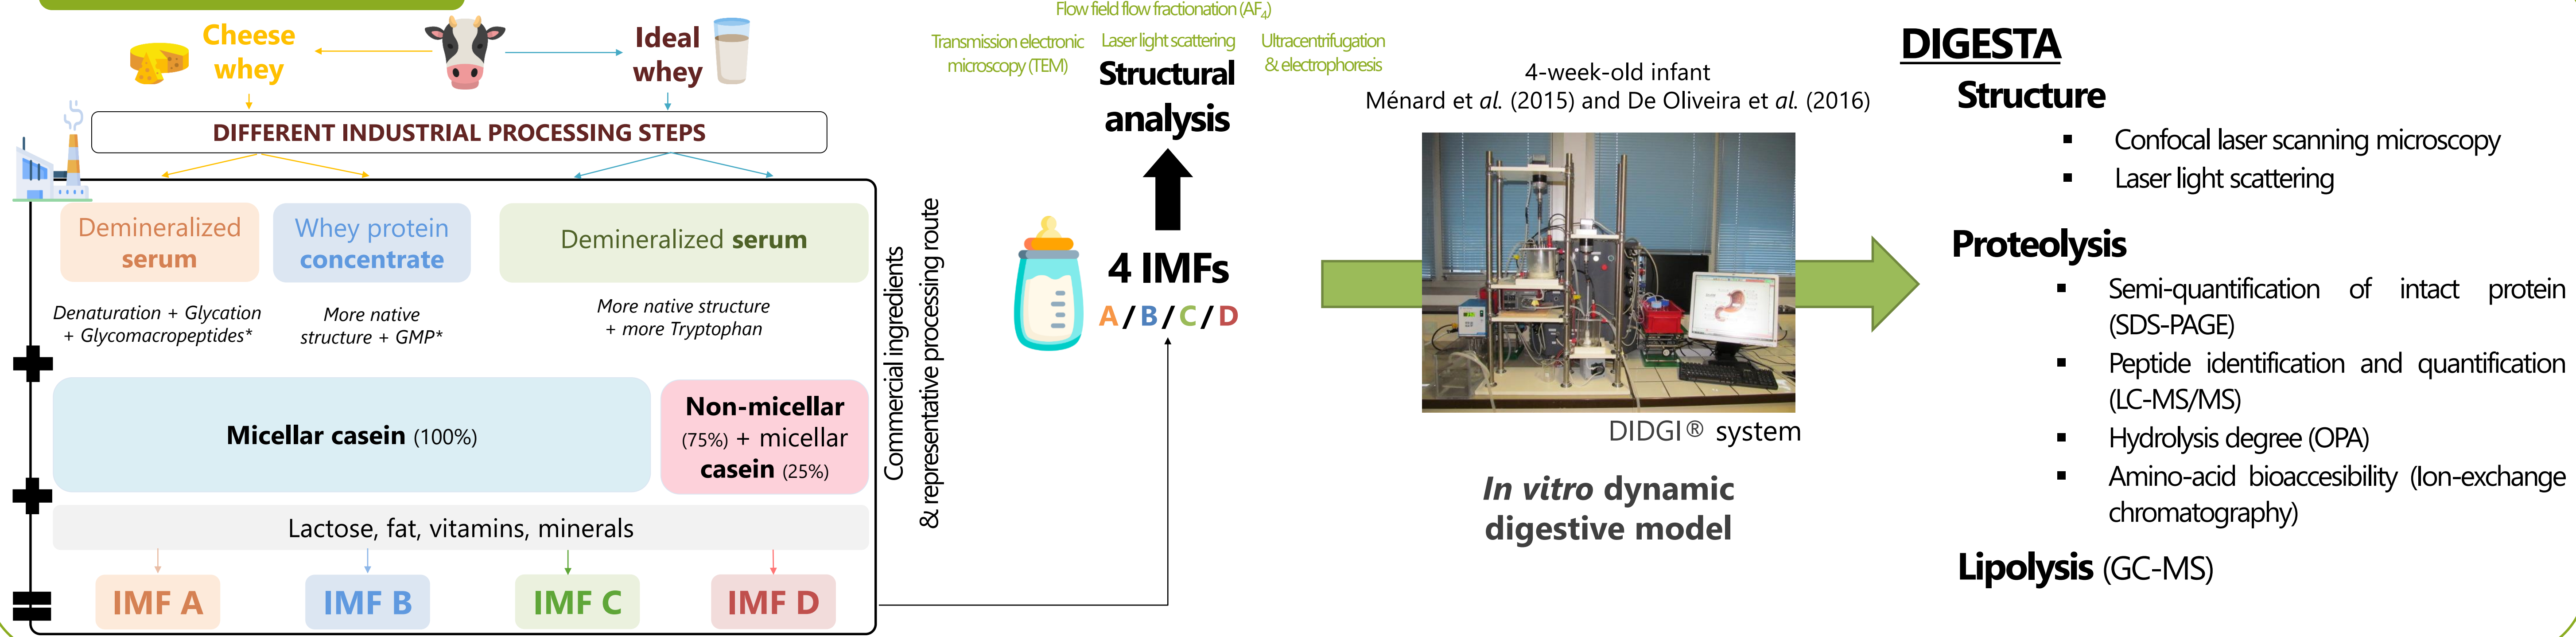 Cheese
whey
Ideal
whey
DIFFERENT INDUSTRIAL PROCESSING STEPS
Demineralized
serum
Whey protein
concentrate
Demineralized serum
Denaturation + Glycation
+ Glycomacropeptides*
More native
structure + GMP*
More native structure
+ more Tryptophan
Micellar casein (100%)
Non-micellar
(75%) + micellar
casein (25%)
Lactose, fat, vitamins, minerals
IMF A
IMF B
IMF C
IMF D
Commercial ingredients
& representative processing route
Flow field flow fractionation (AF4)
Transmission electronic
microscopy (TEM)
Laser light scattering
Ultracentrifugation
& electrophoresis
Structural
analysis
4 IMFs
A / B / C / D
4-week-old infant
Ménard et al. (2015) and De Oliveira et al. (2016)
DIDGI® system
In vitro dynamic
digestive model
DIGESTA
Structure
▪ Confocal laser scanning microscopy
▪ Laser light scattering
Proteolysis
▪ Semi-quantification of intact protein
(SDS-PAGE)
▪ Peptide identification and quantification
(LC-MS/MS)
▪ Hydrolysis degree (OPA)
▪ Amino-acid bioaccesibility (Ion-exchange
chromatography)
Lipolysis (GC-MS)